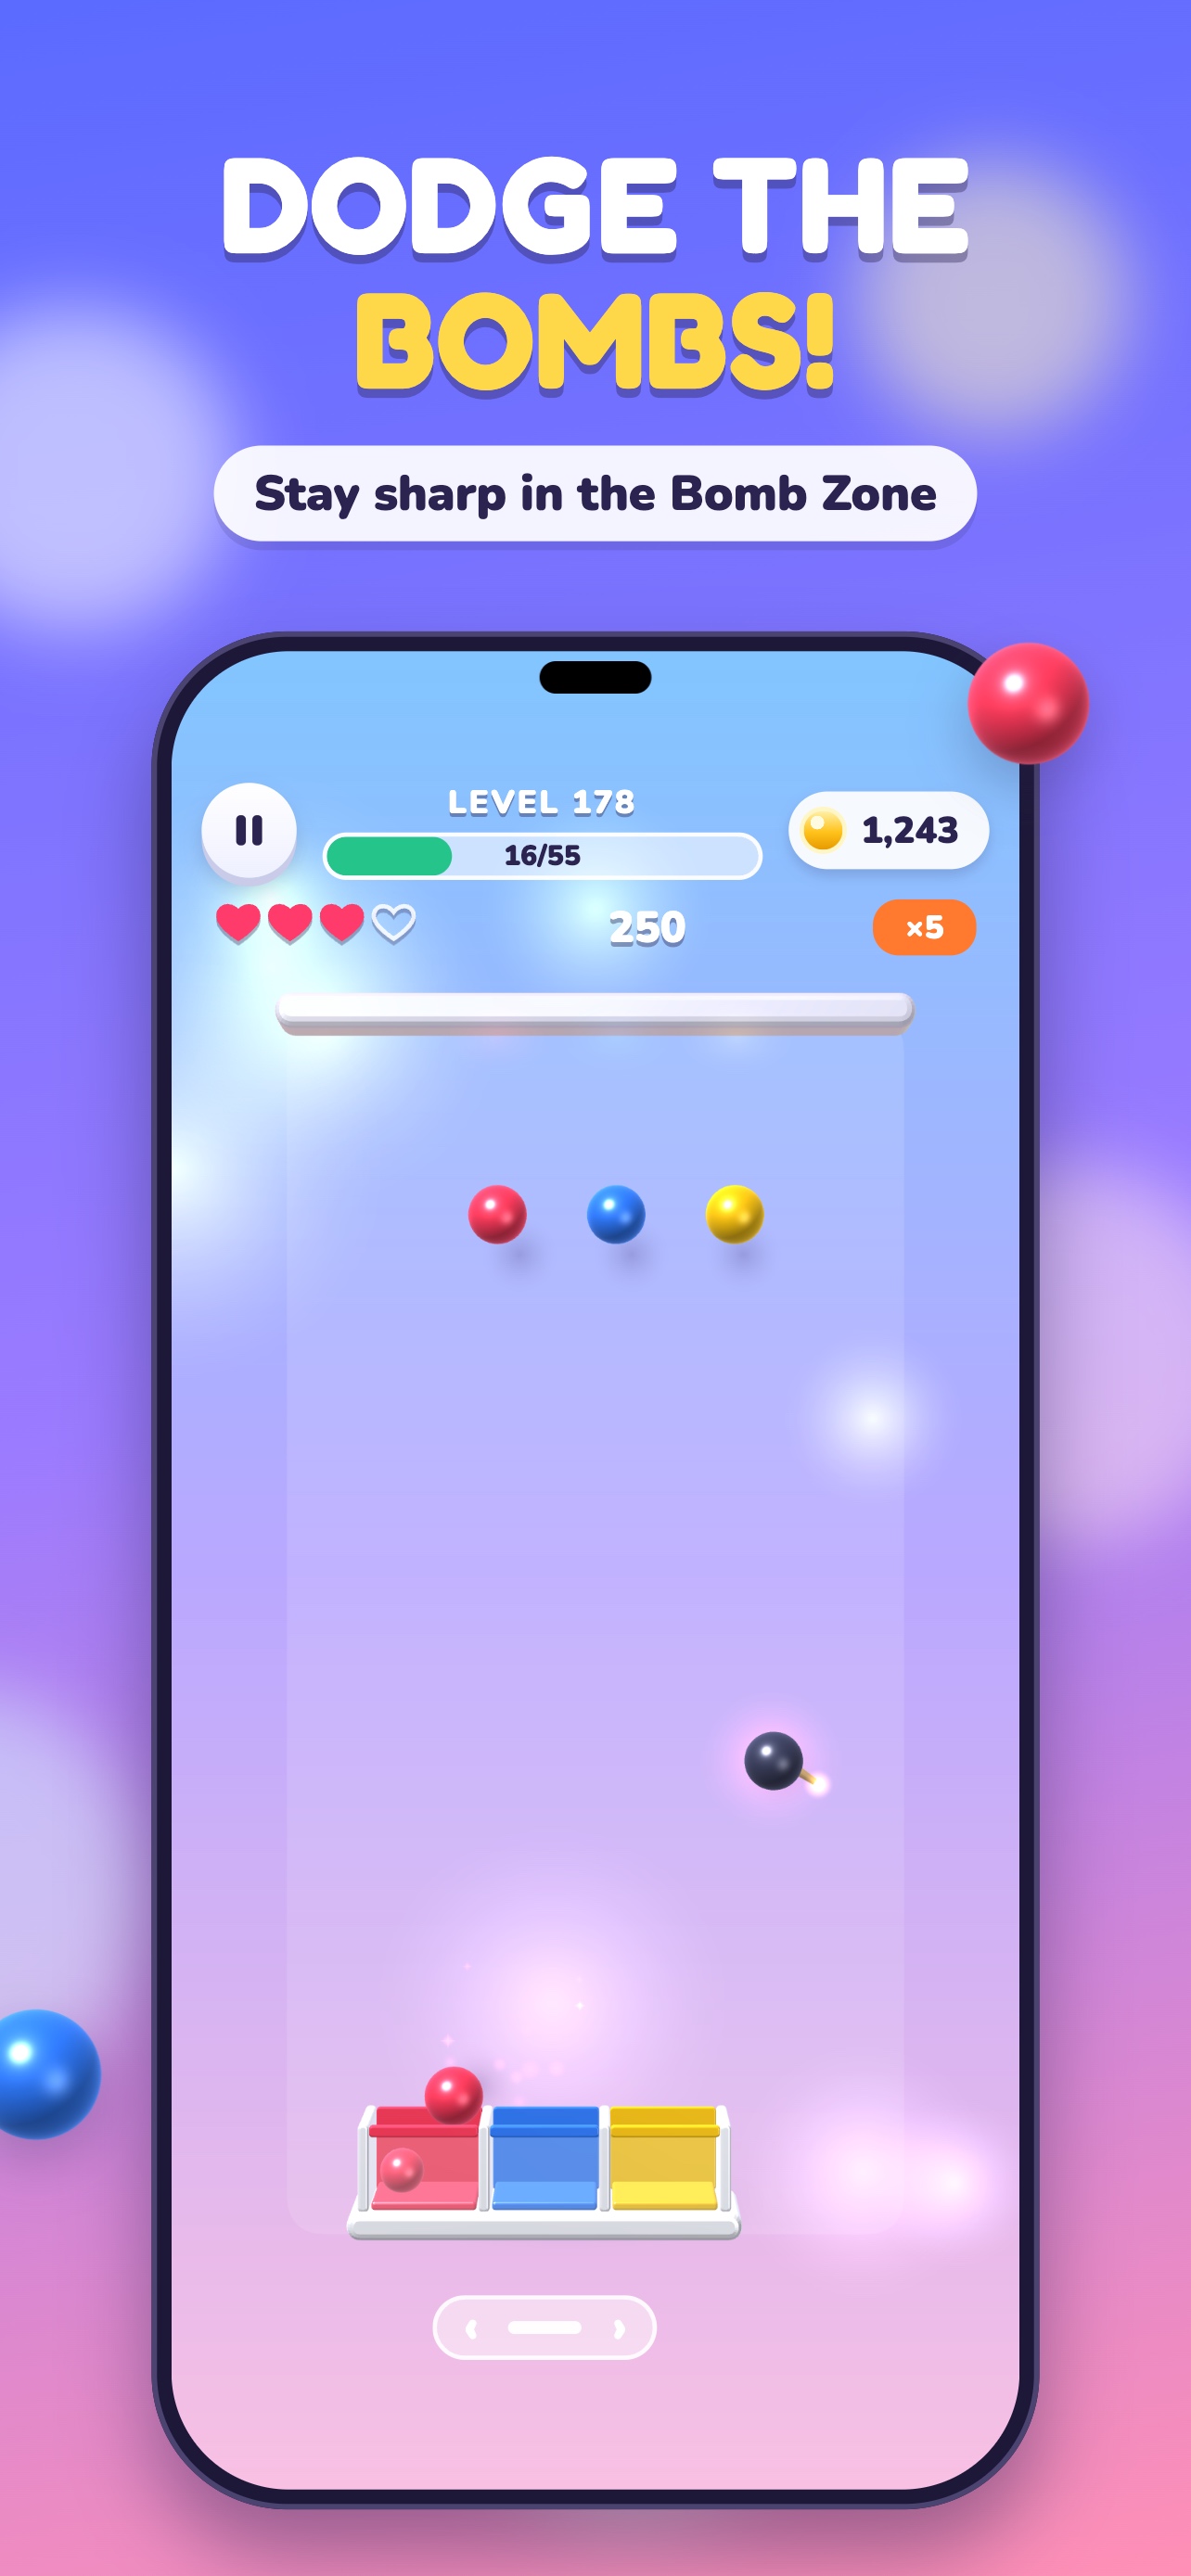 DODGE THE
BOMBS!
Stay sharp in the Bomb Zone
LEVEL 178
16/55
1,243
250
×5